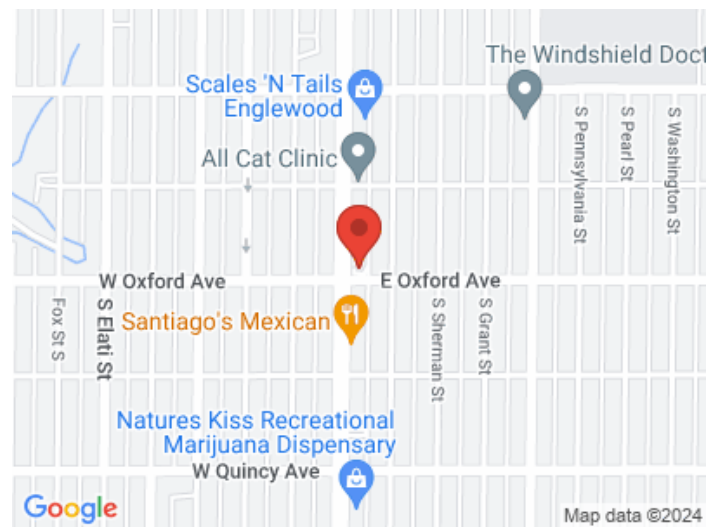 The Windshield Doct
Scales 'N Tails
Englewood
All Cat Clinic
S Pennsylvania St
S Pearl St
S Washington St
W Oxford Ave
E Oxford Ave
Fox St S
S Elati St
Santiago's Mexican
S Sherman St
S Grant St
Natures Kiss Recreational
Marijuana Dispensary
W Quincy Ave
Google
Map data ©2024